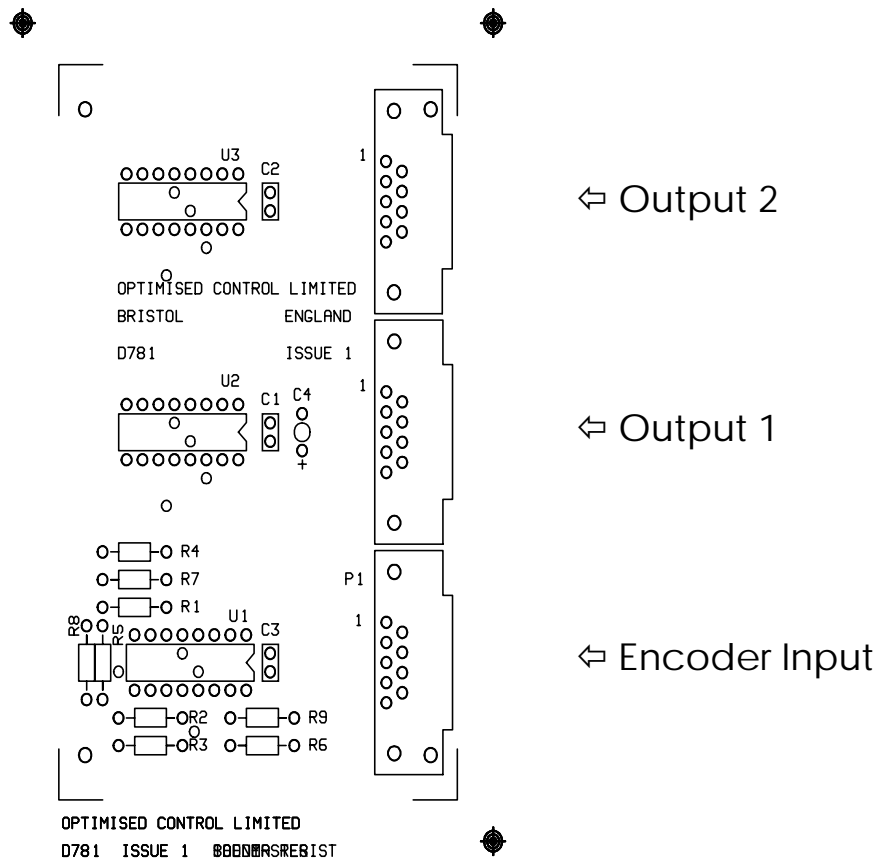 U3
C2
1
⇦ Output 2
OPTIMISED CONTROL LIMITED
BRISTOL ENGLAND
D781 ISSUE 1
U2
C1 C4
1
+
⇦ Output 1
R4
R7
P1
R1
U1
1
R8
R5
C3
⇦ Encoder Input
R2 R9
R3 R6
OPTIMISED CONTROL LIMITED
D781 ISSUE 1